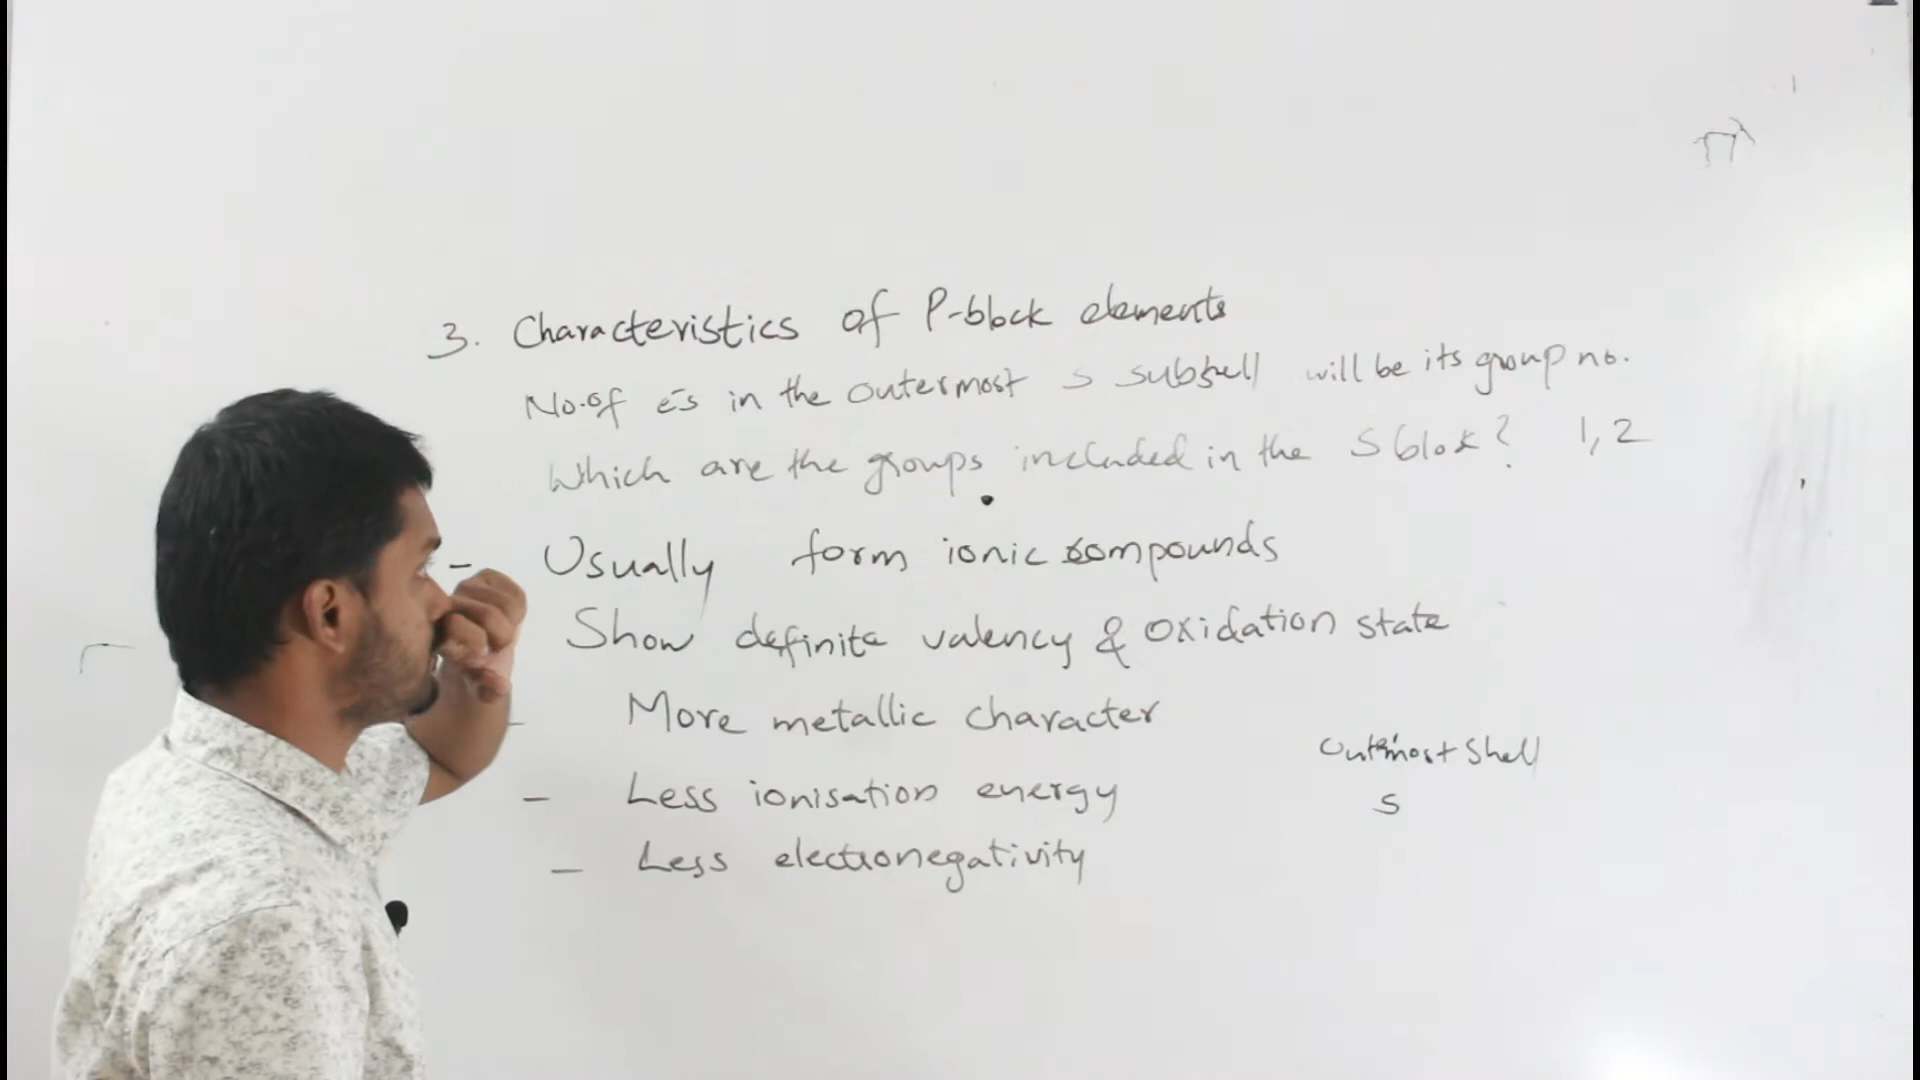 3. Characteristics of P-block elements
No. of es in the outermost s subshell will be its group no.
Which are the groups included in the S blok? 1, 2
- Usually form ionic compounds
Show definite valency & oxidation state
- More metallic character
- Less ionisation energy
- Less electronegativity
Outermost Shell
S